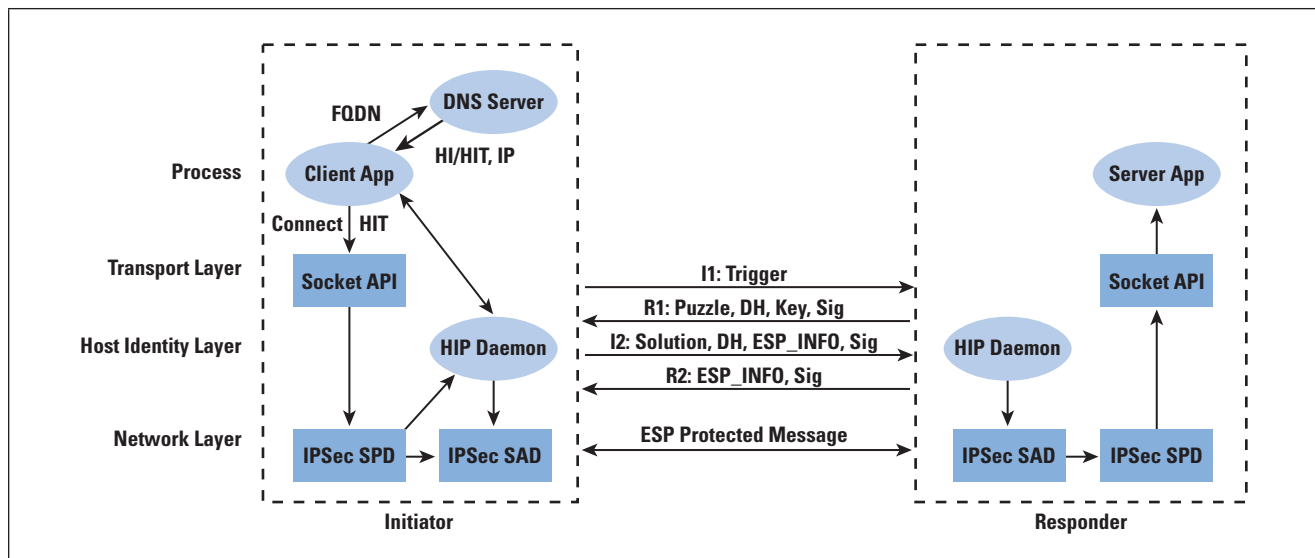 FQDN
DNS Server
HI/HIT, IP
Process
Client App
Server App
Connect
HIT
Transport Layer
Socket API
I1: Trigger
Socket API
R1: Puzzle, DH, Key, Sig
Host Identity Layer
HIP Daemon
I2: Solution, DH, ESP_INFO, Sig
HIP Daemon
R2: ESP_INFO, Sig
Network Layer
IPSec SPD
IPSec SAD
ESP Protected Message
IPSec SAD
IPSec SPD
Initiator
Responder